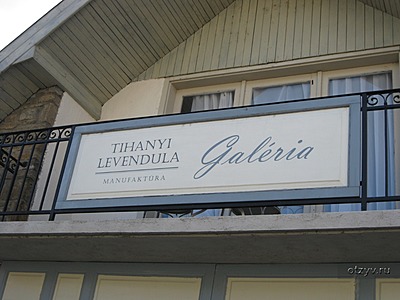 TIHANYI
LEVENDULA
MANUFAKTÚRA
Galéria
otzyv.ru